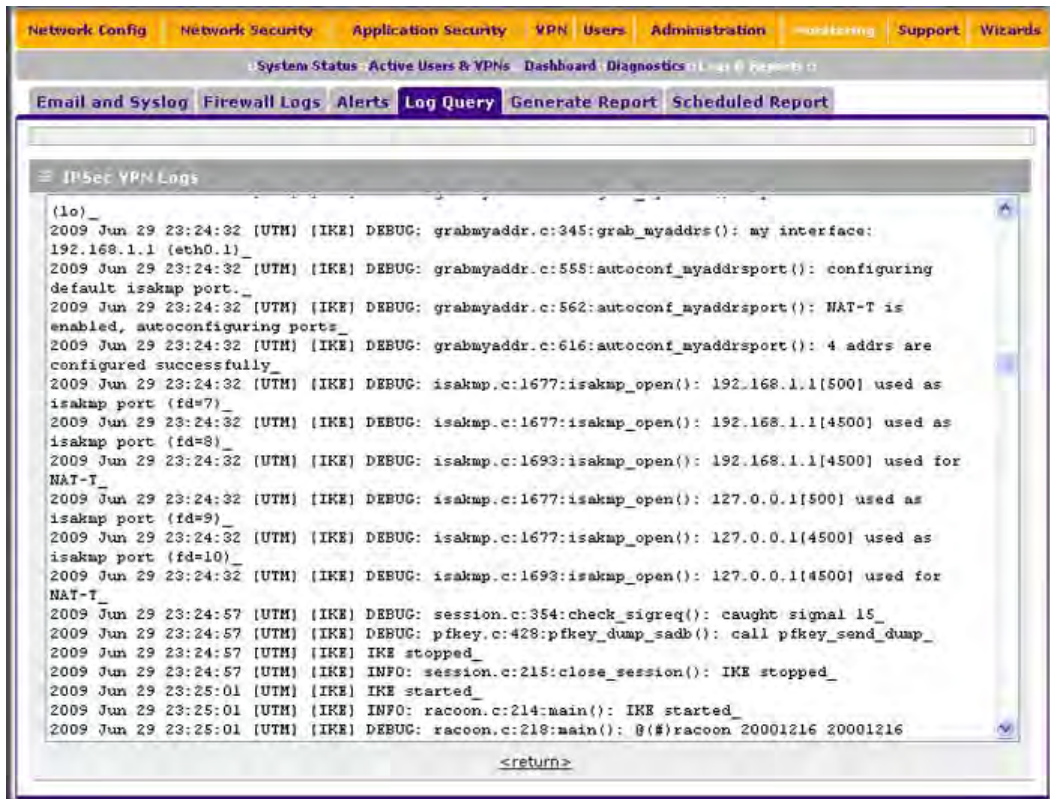 Network Config Network Security Application Security VPN Users Administration Monitoring Support Wizards
System Status Active Users & VPNs Dashboard Diagnostics Logs & Reports
Email and Syslog Firewall Logs Alerts Log Query Generate Report Scheduled Report
IPSec VPN Logs
(lo)_
2009 Jun 29 23:24:32 [UTM] [IKE] DEBUG: grabmyaddr.c:345:grab_myaddrs(): my interface:
192.168.1.1 (eth0.1)_
2009 Jun 29 23:24:32 [UTM] [IKE] DEBUG: grabmyaddr.c:555:autoconf_myaddrsport(): configuring
default isakmp port._
2009 Jun 29 23:24:32 [UTM] [IKE] DEBUG: grabmyaddr.c:562:autoconf_myaddrsport(): NAT-T is
enabled, autoconfiguring ports_
2009 Jun 29 23:24:32 [UTM] [IKE] DEBUG: grabmyaddr.c:616:autoconf_myaddrsport(): 4 addrs are
configured successfully_
2009 Jun 29 23:24:32 [UTM] [IKE] DEBUG: isakmp.c:1677:isakmp_open(): 192.168.1.1[500] used as
isakmp port (fd=7)_
2009 Jun 29 23:24:32 [UTM] [IKE] DEBUG: isakmp.c:1677:isakmp_open(): 192.168.1.1[4500] used as
isakmp port (fd=8)_
2009 Jun 29 23:24:32 [UTM] [IKE] DEBUG: isakmp.c:1693:isakmp_open(): 192.168.1.1[4500] used for
NAT-T_
2009 Jun 29 23:24:32 [UTM] [IKE] DEBUG: isakmp.c:1677:isakmp_open(): 127.0.0.1[500] used as
isakmp port (fd=9)_
2009 Jun 29 23:24:32 [UTM] [IKE] DEBUG: isakmp.c:1677:isakmp_open(): 127.0.0.1[4500] used as
isakmp port (fd=10)_
2009 Jun 29 23:24:32 [UTM] [IKE] DEBUG: isakmp.c:1693:isakmp_open(): 127.0.0.1[4500] used for
NAT-T_
2009 Jun 29 23:24:57 [UTM] [IKE] DEBUG: session.c:354:check_sigreq(): caught signal 15_
2009 Jun 29 23:24:57 [UTM] [IKE] DEBUG: pfkey.c:428:pfkey_dump_sadb(): call pfkey_send_dump_
2009 Jun 29 23:24:57 [UTM] [IKE] IKE stopped_
2009 Jun 29 23:24:57 [UTM] [IKE] INFO: session.c:215:close_session(): IKE stopped_
2009 Jun 29 23:25:01 [UTM] [IKE] IKE started_
2009 Jun 29 23:25:01 [UTM] [IKE] INFO: racoon.c:214:main(): IKE started_
2009 Jun 29 23:25:01 [UTM] [IKE] DEBUG: racoon.c:218:main(): @(#)racoon 20001216 20001216
<return>